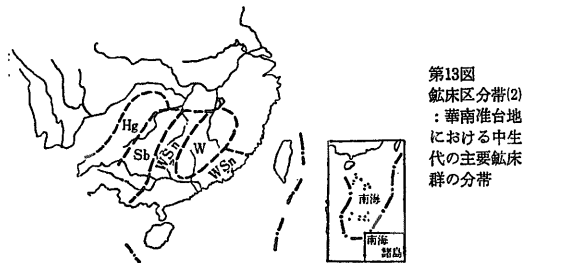 Hg
Sb
WSn
W
WSn
南海
南海
諸島
第13図
鉱床区分帯(2)
：華南准台地
における中生
代の主要鉱床
群の分帯